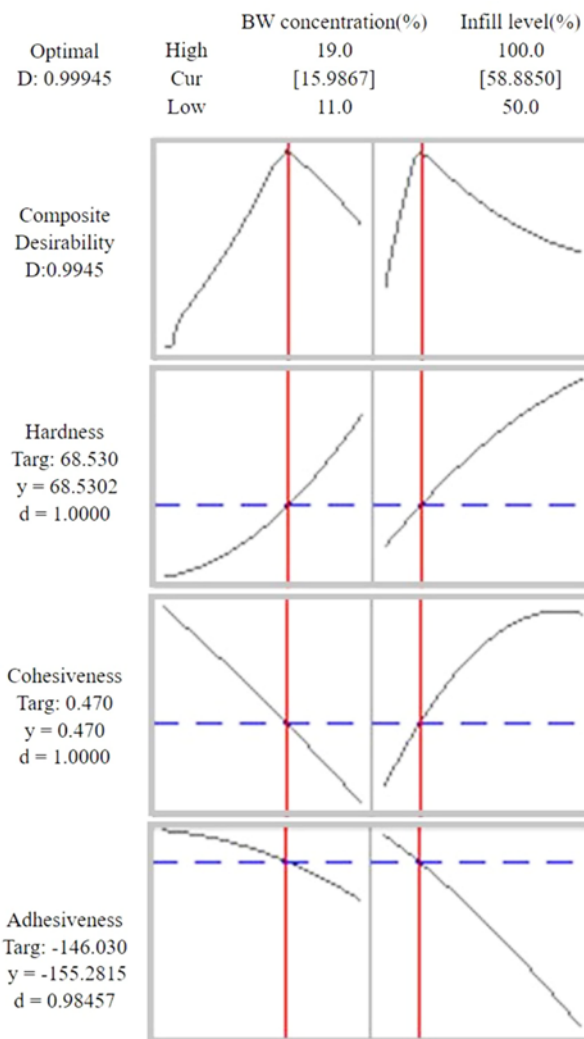 BW concentration(%) Infill level(%)
Optimal High 19.0 100.0
D: 0.99945 Cur [15.9867] [58.8850]
Low 11.0 50.0
Composite
Desirability
D:0.9945
Hardness
Targ: 68.530
y = 68.5302
d = 1.0000
Cohesiveness
Targ: 0.470
y = 0.470
d = 1.0000
Adhesiveness
Targ: -146.030
y = -155.2815
d = 0.98457